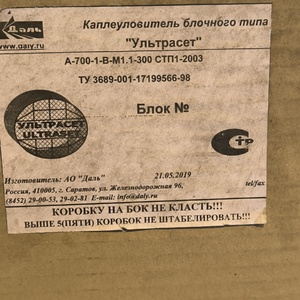 Даль
www.daly.ru
Каплеуловитель блочного типа
"Ультрасет"
А-700-1-В-М1.1-300 СТП1-2003
ТУ 3689-001-17199566-98
Блок №
УЛЬТРАСЕТ
ULTRASET
Стр
Изготовитель: АО "Даль" 21.05.2019
Россия, 410005, г. Саратов, ул. Железнодорожная 96,
(8452) 29-00-53, 29-02-81 E-mail: info@daly.ru tel/fax
КОРОБКУ НА БОК НЕ КЛАСТЬ!!!
ВЫШЕ 5(ПЯТИ) КОРОБОК НЕ ШТАБЕЛИРОВАТЬ!!!